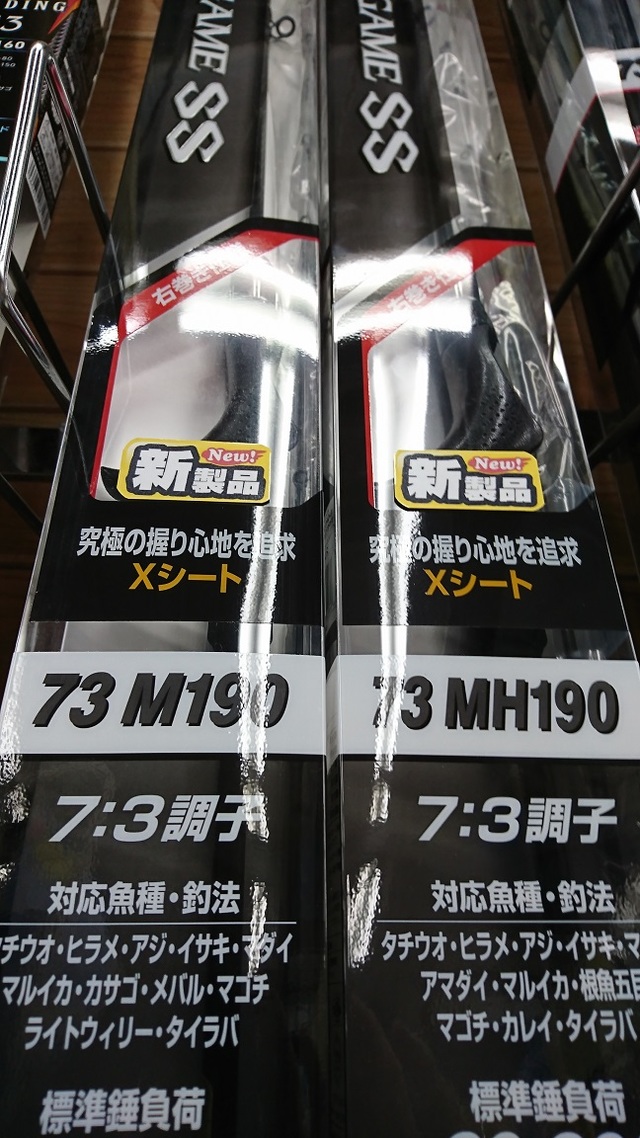 DING
GAME SS
右巻き
新製品
New!
究極の握り心地を追求
Xシート
73 M190
7:3調子
対応魚種・釣法
タチウオ・ヒラメ・アジ・イサキ・マダイ
マルイカ・カサゴ・メバル・マゴチ
ライトウィリー・タイラバ
標準錘負荷
GAME SS
右巻き
新製品
New!
究極の握り心地を追求
Xシート
73 MH190
7:3調子
対応魚種・釣法
タチウオ・ヒラメ・アジ・イサキ・マ
アマダイ・マルイカ・根魚五目
マゴチ・カレイ・タイラバ
標準錘負荷